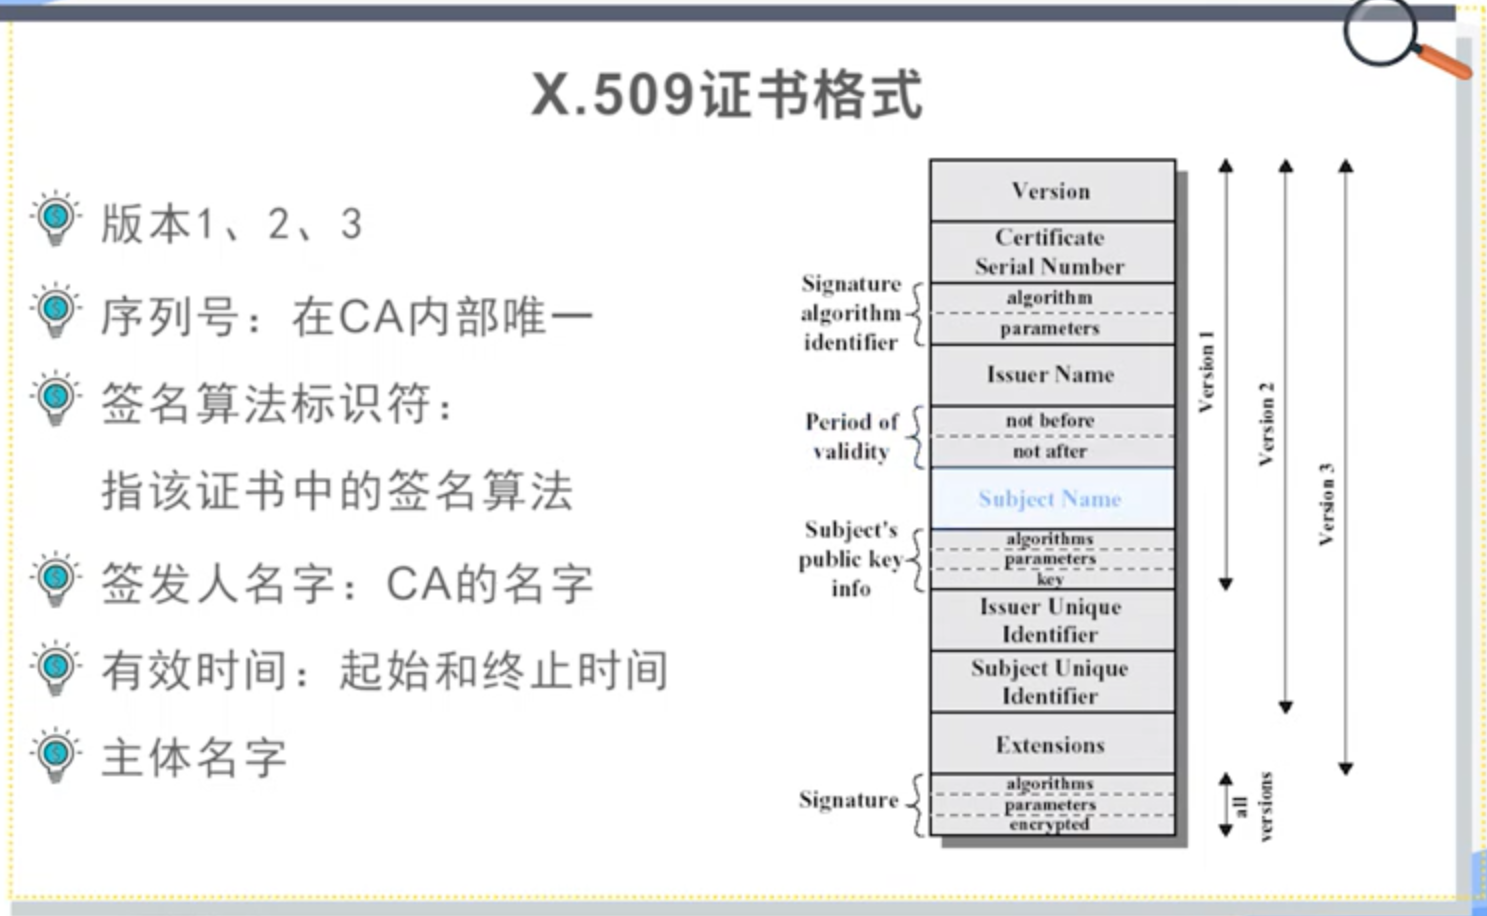 X.509证书格式
版本1、2、3
序列号：在CA内部唯一
签名算法标识符：
指该证书中的签名算法
签发人名字：CA的名字
有效时间：起始和终止时间
主体名字
Version
Certificate
Serial Number
Signature
algorithm
identifier
algorithm
parameters
Issuer Name
Period of
validity
not before
not after
Subject Name
Subject's
public key
info
algorithms
parameters
key
Issuer Unique
Identifier
Subject Unique
Identifier
Extensions
Signature
algorithms
parameters
encrypted
Version 1
Version 2
Version 3
all
versions